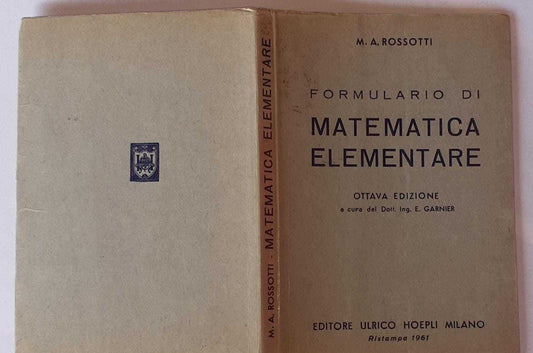 M. A. ROSSOTTI
FORMULARIO DI
MATEMATICA
ELEMENTARE
OTTAVA EDIZIONE
a cura del Dott. Ing. E. GARNIER
EDITORE ULRICO HOEPLI MILANO
Ristampa 1961
M. A. ROSSOTTI - MATEMATICA ELEMENTARE